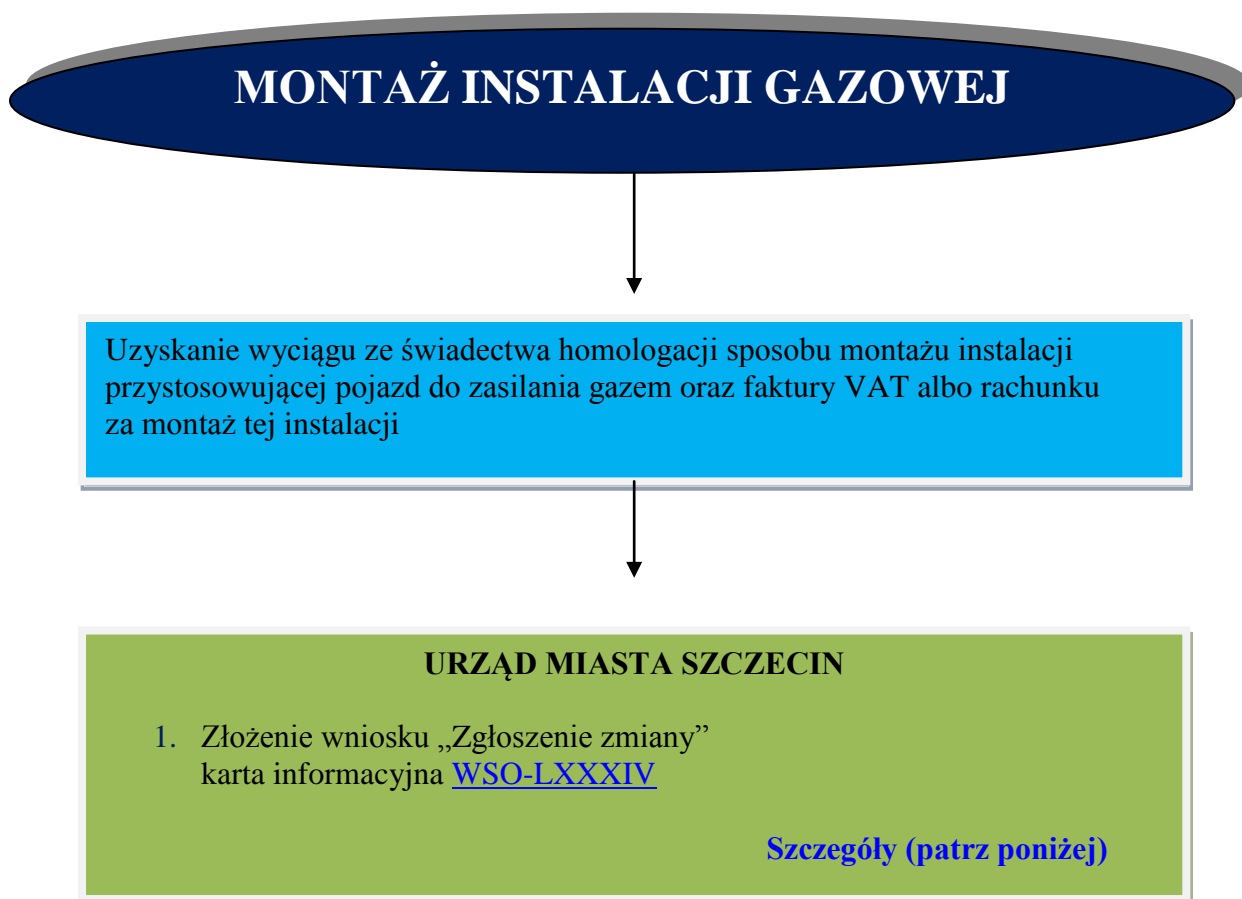 MONTAŻ INSTALACJI GAZOWEJ
Uzyskanie wyciągu ze świadectwa homologacji sposobu montażu instalacji
przystosowującej pojazd do zasilania gazem oraz faktury VAT albo rachunku
za montaż tej instalacji
URZĄD MIASTA SZCZECIN
1. Złożenie wniosku „Zgłoszenie zmiany”
karta informacyjna WSO-LXXXIV
Szczegóły (patrz poniżej)